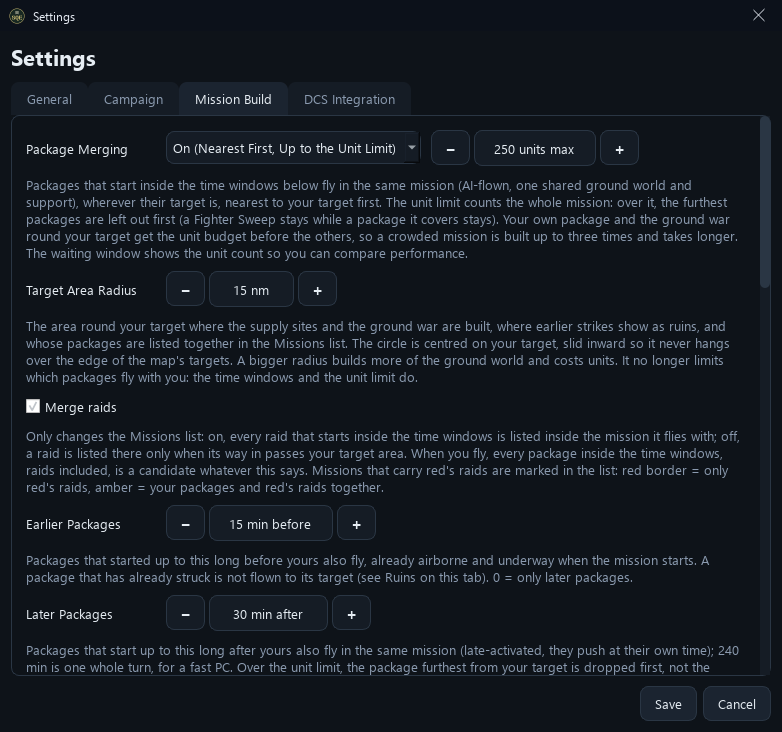 Settings
Settings
General Campaign Mission Build DCS Integration
Package Merging On (Nearest First, Up to the Unit Limit) − 250 units max +
Packages that start inside the time windows below fly in the same mission (AI-flown, one shared ground world and
support), wherever their target is, nearest to your target first. The unit limit counts the whole mission: over it, the furthest
packages are left out first (a Fighter Sweep stays while a package it covers stays). Your own package and the ground war
round your target get the unit budget before the others, so a crowded mission is built up to three times and takes longer.
The waiting window shows the unit count so you can compare performance.
Target Area Radius − 15 nm +
The area round your target where the supply sites and the ground war are built, where earlier strikes show as ruins, and
whose packages are listed together in the Missions list. The circle is centred on your target, slid inward so it never hangs
over the edge of the map's targets. A bigger radius builds more of the ground world and costs units. It no longer limits
which packages fly with you: the time windows and the unit limit do.
Merge raids
Only changes the Missions list: on, every raid that starts inside the time windows is listed inside the mission it flies with; off,
a raid is listed there only when its way in passes your target area. When you fly, every package inside the time windows,
raids included, is a candidate whatever this says. Missions that carry red's raids are marked in the list: red border = only
red's raids, amber = your packages and red's raids together.
Earlier Packages − 15 min before +
Packages that started up to this long before yours also fly, already airborne and underway when the mission starts. A
package that has already struck is not flown to its target (see Ruins on this tab). 0 = only later packages.
Later Packages − 30 min after +
Packages that start up to this long after yours also fly in the same mission (late-activated, they push at their own time); 240
min is one whole turn, for a fast PC. Over the unit limit, the package furthest from your target is dropped first, not the
Save Cancel